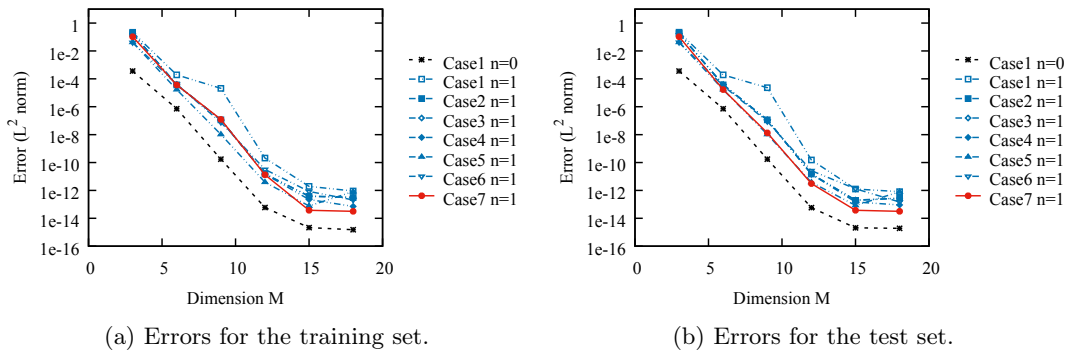 1
1e-2
1e-4
1e-6
1e-8
1e-10
1e-12
1e-14
1e-16
0
5
10
15
20
Error (L² norm)
Dimension M
Case1 n=0
Case1 n=1
Case2 n=1
Case3 n=1
Case4 n=1
Case5 n=1
Case6 n=1
Case7 n=1
(a) Errors for the training set.
1
1e-2
1e-4
1e-6
1e-8
1e-10
1e-12
1e-14
1e-16
0
5
10
15
20
Error (L² norm)
Dimension M
Case1 n=0
Case1 n=1
Case2 n=1
Case3 n=1
Case4 n=1
Case5 n=1
Case6 n=1
Case7 n=1
(b) Errors for the test set.